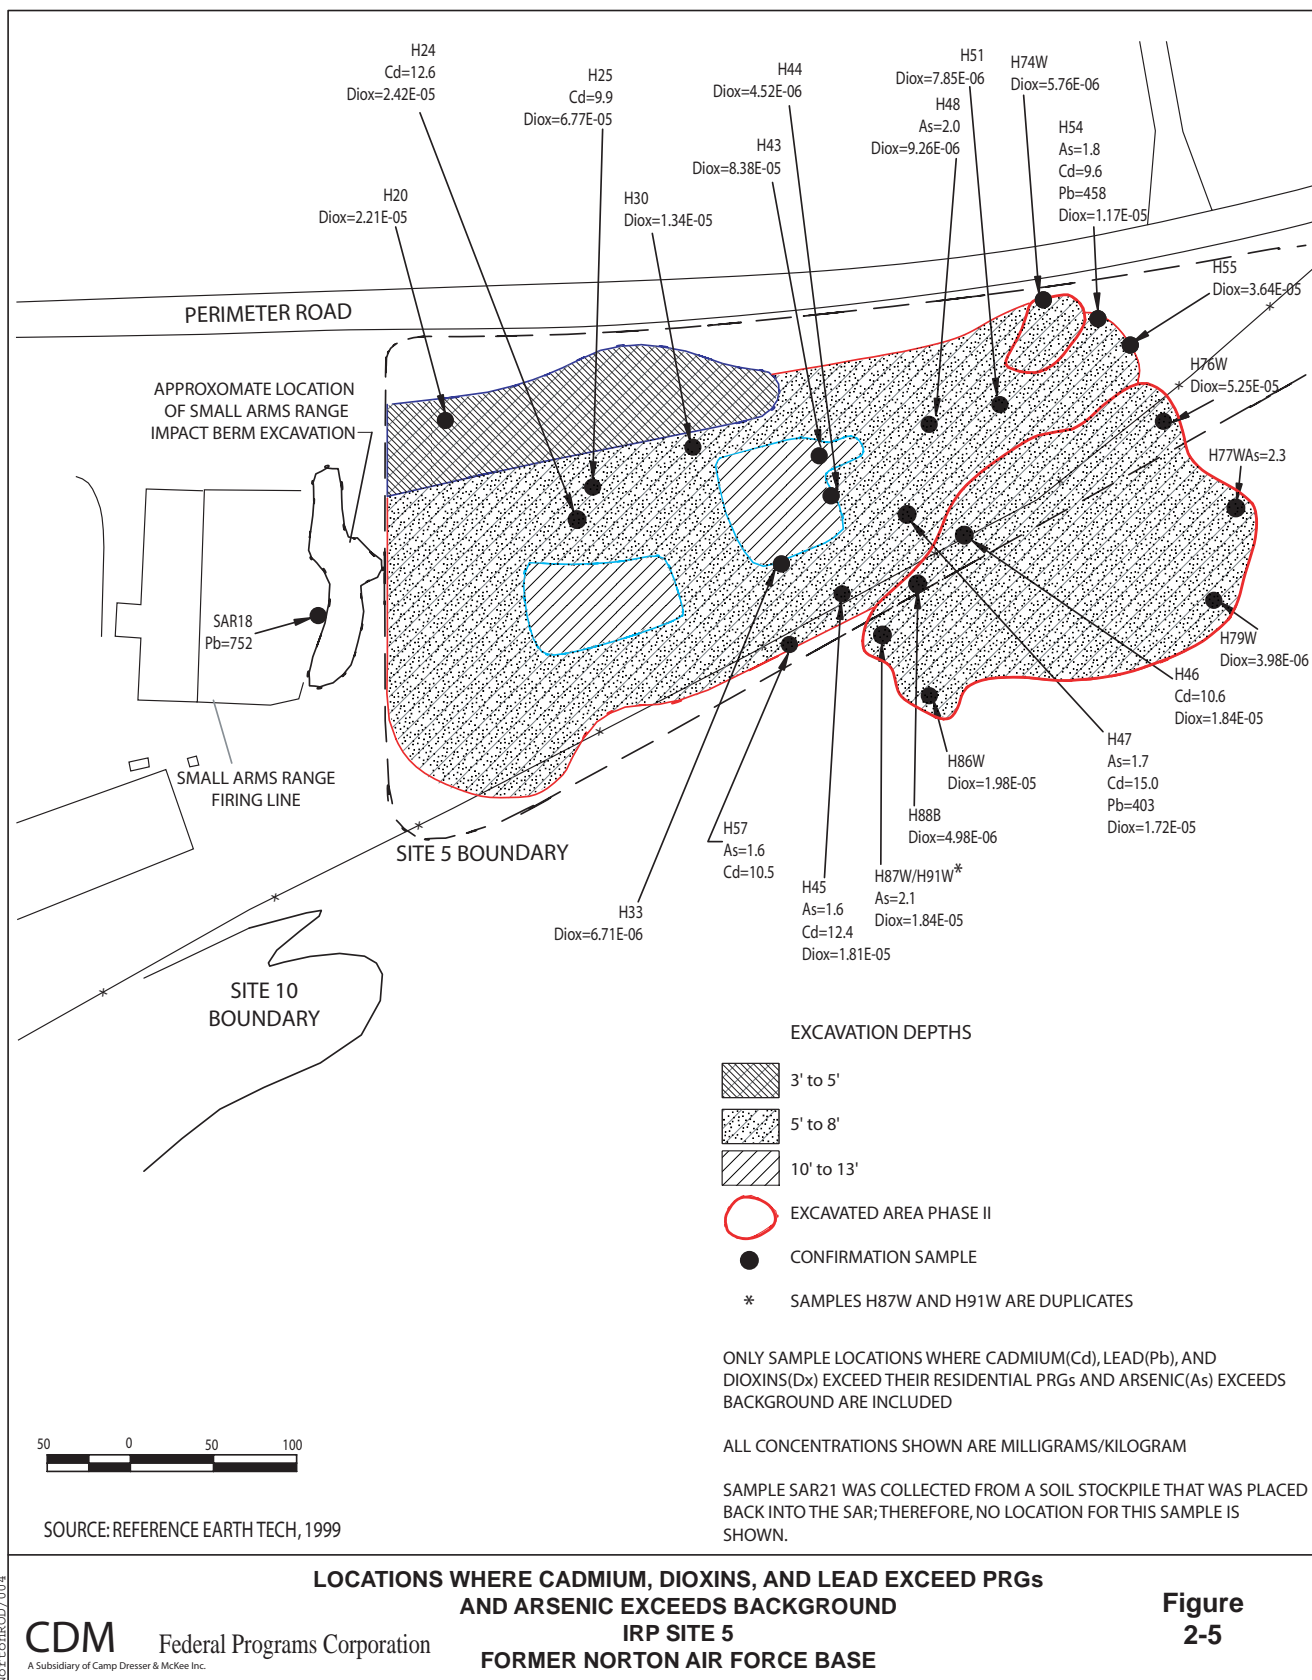 H24
Cd=12.6
Diox=2.42E-05
H25
Cd=9.9
Diox=6.77E-05
H44
Diox=4.52E-06
H51
Diox=7.85E-06
H74W
Diox=5.76E-06
H48
As=2.0
Diox=9.26E-06
H54
As=1.8
Cd=9.6
Pb=458
Diox=1.17E-05
H43
Diox=8.38E-05
H20
Diox=2.21E-05
H30
Diox=1.34E-05
H55
Diox=3.64E-05
PERIMETER ROAD
H76W
Diox=5.25E-05
APPROXOMATE LOCATION
OF SMALL ARMS RANGE
IMPACT BERM EXCAVATION
H77WAs=2.3
SAR18
Pb=752
H79W
Diox=3.98E-06
H46
Cd=10.6
Diox=1.84E-05
H47
As=1.7
Cd=15.0
Pb=403
Diox=1.72E-05
SMALL ARMS RANGE
FIRING LINE
H86W
Diox=1.98E-05
H88B
Diox=4.98E-06
SITE 5 BOUNDARY
H57
As=1.6
Cd=10.5
H87W/H91W*
As=2.1
Diox=1.84E-05
H45
As=1.6
Cd=12.4
Diox=1.81E-05
H33
Diox=6.71E-06
SITE 10
BOUNDARY
EXCAVATION DEPTHS
3' to 5'
5' to 8'
10' to 13'
EXCAVATED AREA PHASE II
CONFIRMATION SAMPLE
* SAMPLES H87W AND H91W ARE DUPLICATES
ONLY SAMPLE LOCATIONS WHERE CADMIUM(Cd), LEAD(Pb), AND
DIOXINS(Dx) EXCEED THEIR RESIDENTIAL PRGs AND ARSENIC(As) EXCEEDS
BACKGROUND ARE INCLUDED
ALL CONCENTRATIONS SHOWN ARE MILLIGRAMS/KILOGRAM
SAMPLE SAR21 WAS COLLECTED FROM A SOIL STOCKPILE THAT WAS PLACED
BACK INTO THE SAR; THEREFORE, NO LOCATION FOR THIS SAMPLE IS
SHOWN.
50 0 50 100
SOURCE: REFERENCE EARTH TECH, 1999
LOCATIONS WHERE CADMIUM, DIOXINS, AND LEAD EXCEED PRGs
AND ARSENIC EXCEEDS BACKGROUND
IRP SITE 5
FORMER NORTON AIR FORCE BASE
Figure
2-5
CDM Federal Programs Corporation
A Subsidiary of Camp Dresser & McKee Inc.